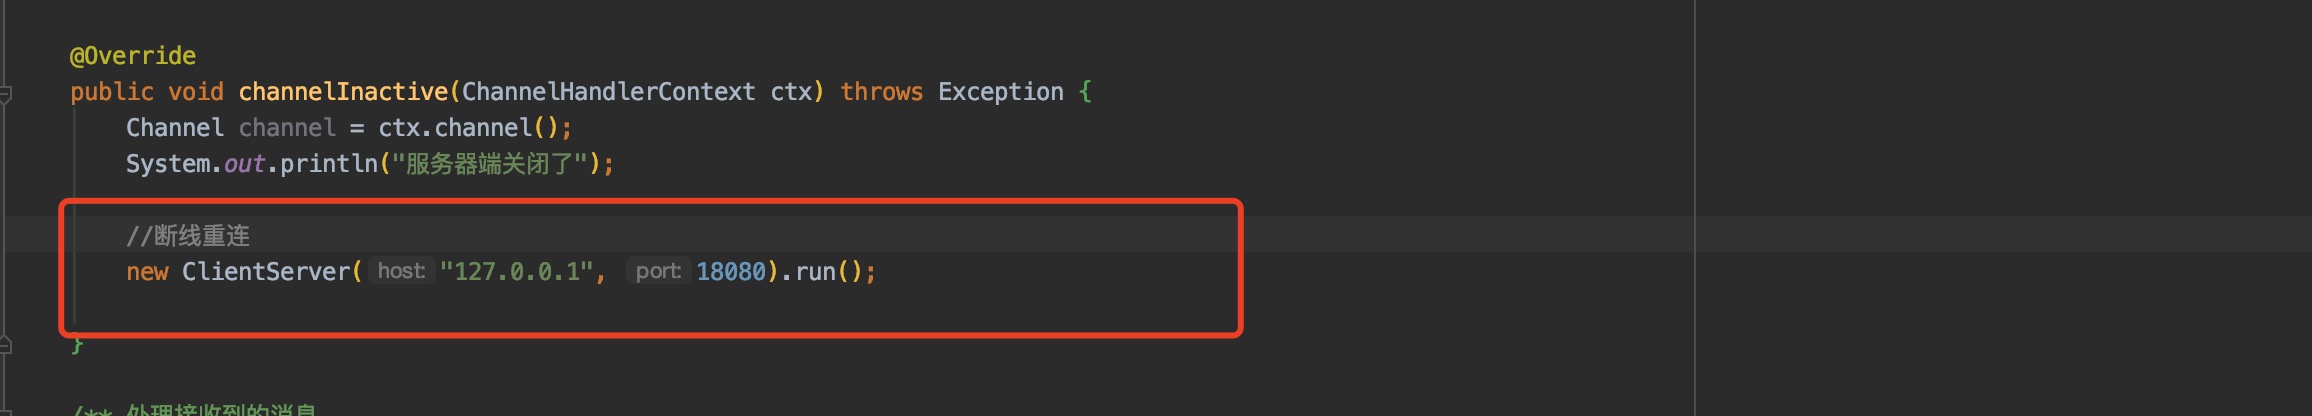 @Override
public void channelInactive(ChannelHandlerContext ctx) throws Exception {
Channel channel = ctx.channel();
System.out.println("服务器端关闭了");
//断线重连
new ClientServer( host: "127.0.0.1", port: 18080).run();
}
/** 处理接收到的消息